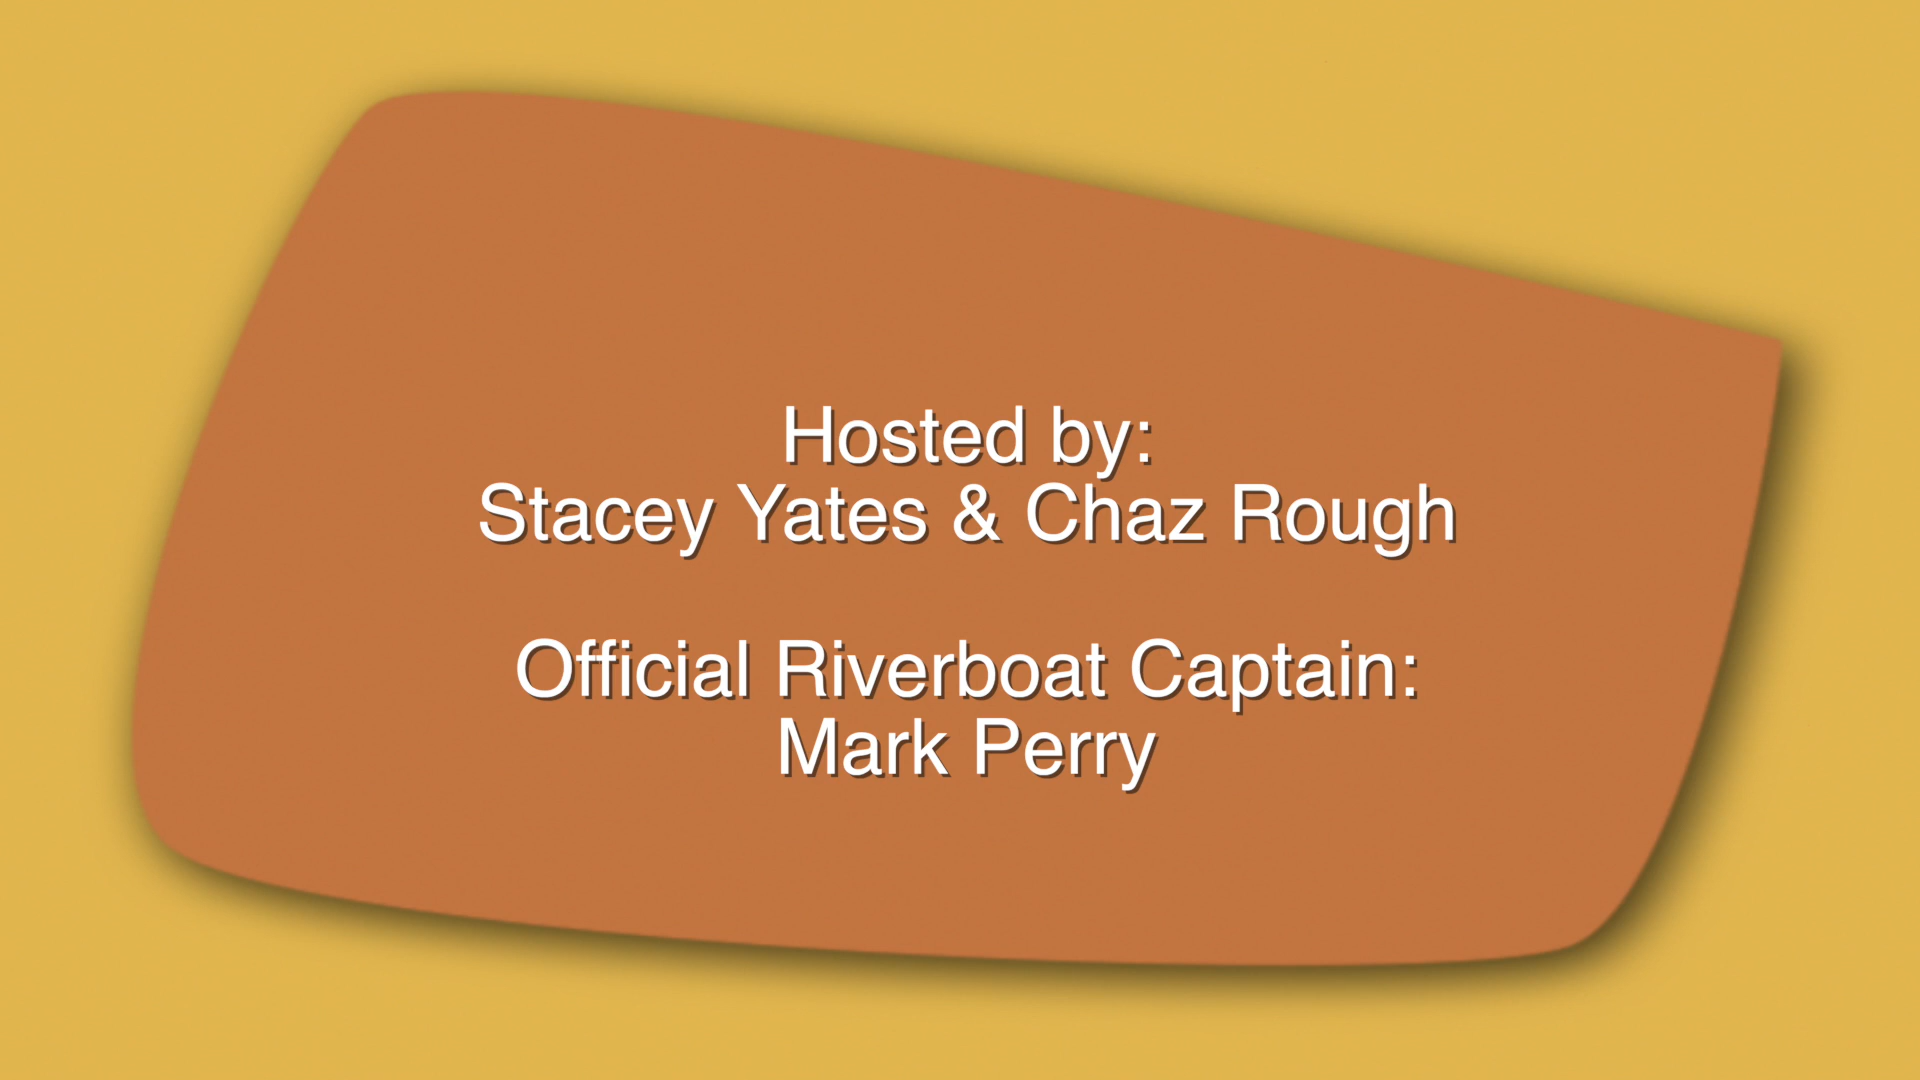 Hosted by:
Stacey Yates & Chaz Rough
Official Riverboat Captain:
Mark Perry